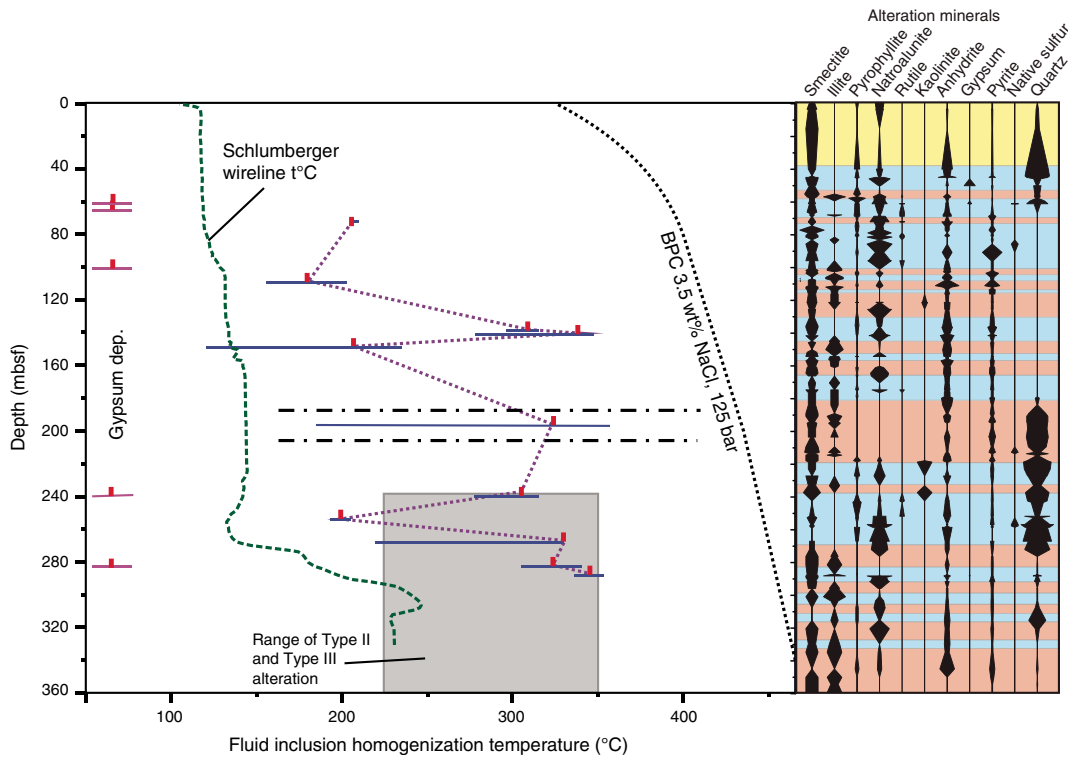 Alteration minerals
Smectite
Illite
Pyrophyllite
Natroalunite
Rutile
Kaolinite
Anhydrite
Gypsum
Pyrite
Native sulfur
Quartz
0
40
80
120
160
200
240
280
320
360
Depth (mbsf)
Schlumberger
wireline t°C
Gypsum dep.
BPC 3.5 wt% NaCl, 125 bar
Range of Type II
and Type III
alteration
100
200
300
400
Fluid inclusion homogenization temperature (°C)